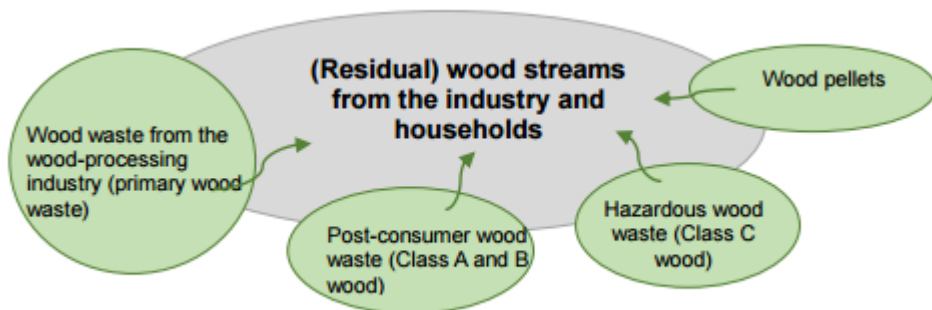 (Residual) wood streams
from the industry and
households
Wood pellets
Wood waste from the
wood-processing
industry (primary wood
waste)
Post-consumer wood
waste (Class A and B
wood)
Hazardous wood
waste (Class C
wood)